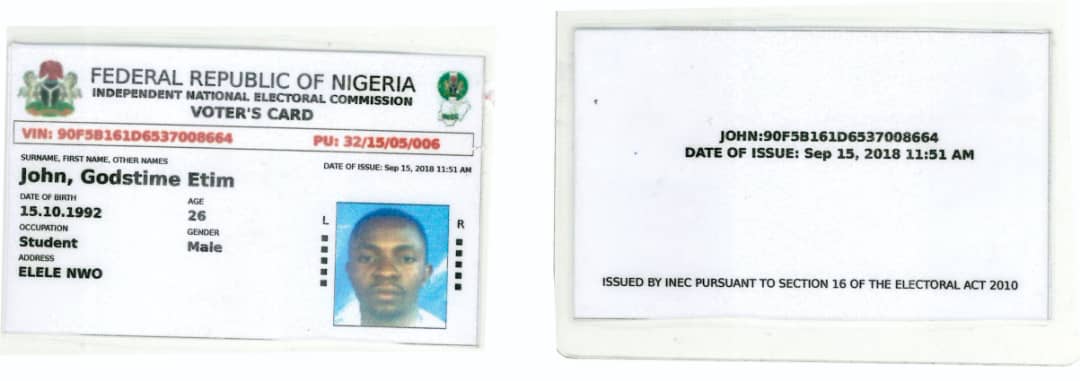 FEDERAL REPUBLIC OF NIGERIA
INDEPENDENT NATIONAL ELECTORAL COMMISSION
VOTER'S CARD
VIN: 90F5B161D6537008664 PU: 32/15/05/006
SURNAME, FIRST NAME, OTHER NAMES DATE OF ISSUE: Sep 15, 2018 11:51 AM
John, Godstime Etim
DATE OF BIRTH AGE
15.10.1992 26
OCCUPATION GENDER
Student Male
ADDRESS
ELELE NWO
L R
JOHN:90F5B161D6537008664
DATE OF ISSUE: Sep 15, 2018 11:51 AM
ISSUED BY INEC PURSUANT TO SECTION 16 OF THE ELECTORAL ACT 2010